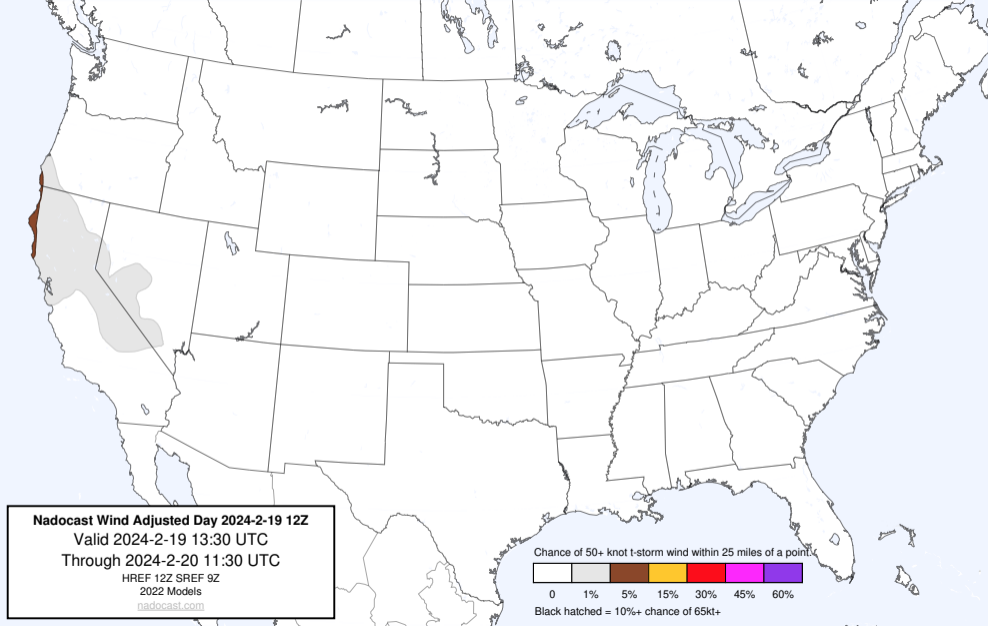 Nadocast Wind Adjusted Day 2024-2-19 12Z
Valid 2024-2-19 13:30 UTC
Through 2024-2-20 11:30 UTC
HREF 12Z SREF 9Z
2022 Models
nadocast.com
Chance of 50+ knot t-storm wind within 25 miles of a point.
0 1% 5% 15% 30% 45% 60%
Black hatched = 10%+ chance of 65kt+